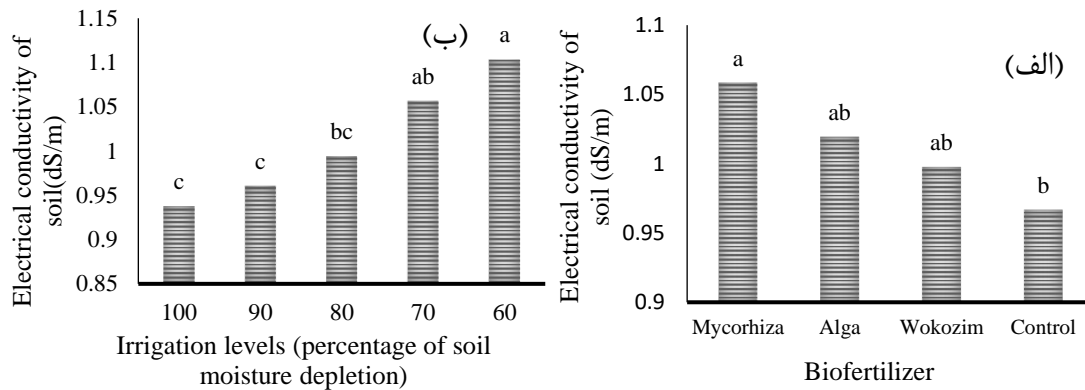 Electrical conductivity of
soil(dS/m)
1.15
1.1
1.05
1
0.95
0.9
0.85
(ب)
c
c
bc
ab
a
100
90
80
70
60
Irrigation levels (percentage of soil
moisture depletion)
Electrical conductivity of
soil (dS/m)
1.1
1.05
1
0.95
0.9
(الف)
a
ab
ab
b
Mycorhiza
Alga
Wokozim
Control
Biofertilizer